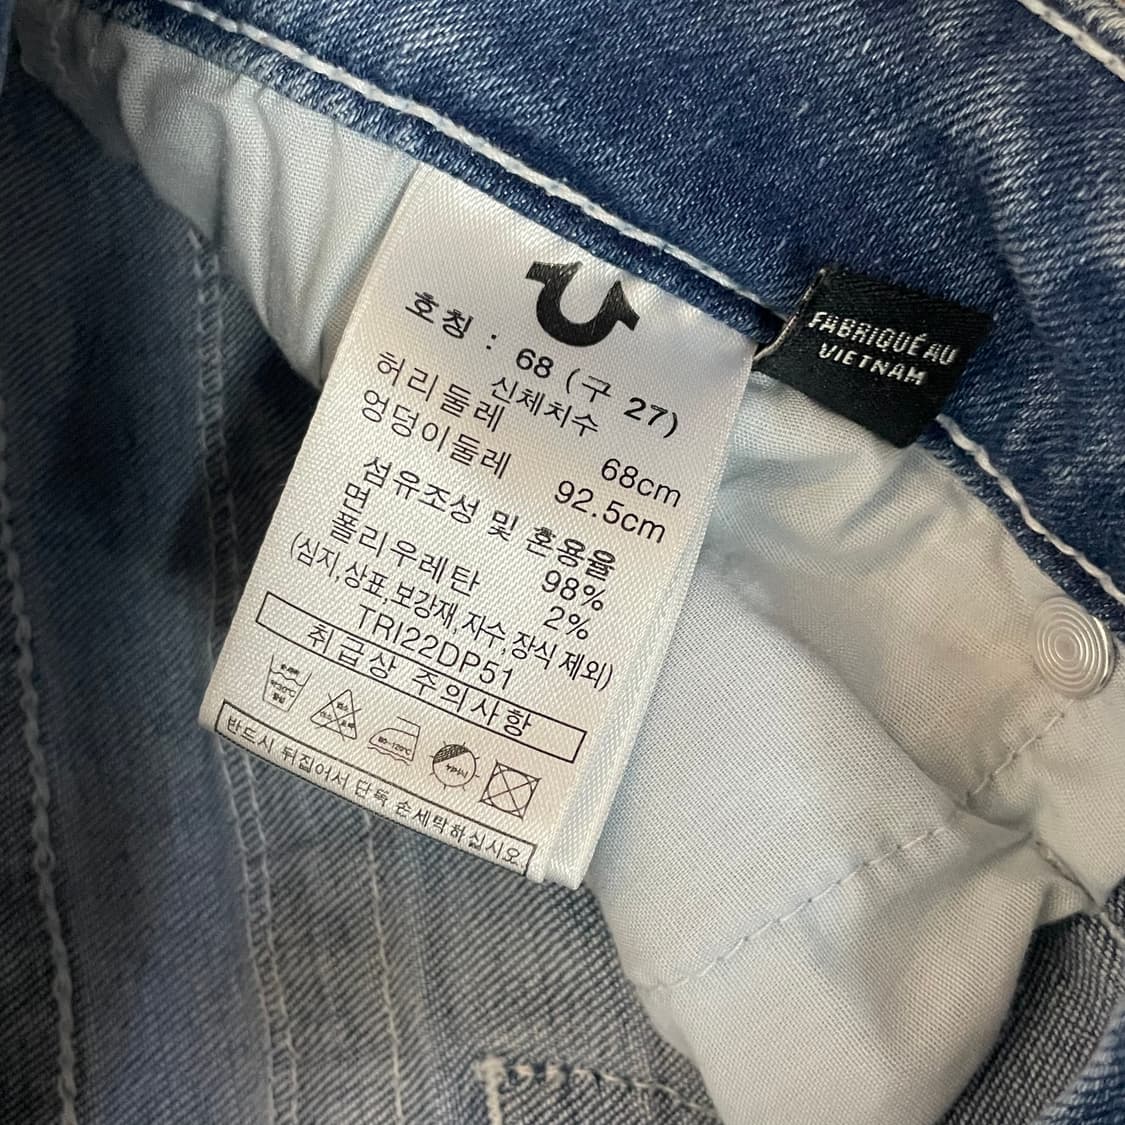 호칭 : 68 (구 27)
신체치수
허리둘레 68cm
엉덩이둘레 92.5cm
섬유조성 및 혼용율
면 98%
폴리우레탄 2%
(심지,상표,보강재,자수,장식 제외)
TRI22DP51
취급상 주의사항
80~120℃
반드시 뒤집어서 단독 손세탁하십시오.
FABRIQUÉ AU
VIETNAM